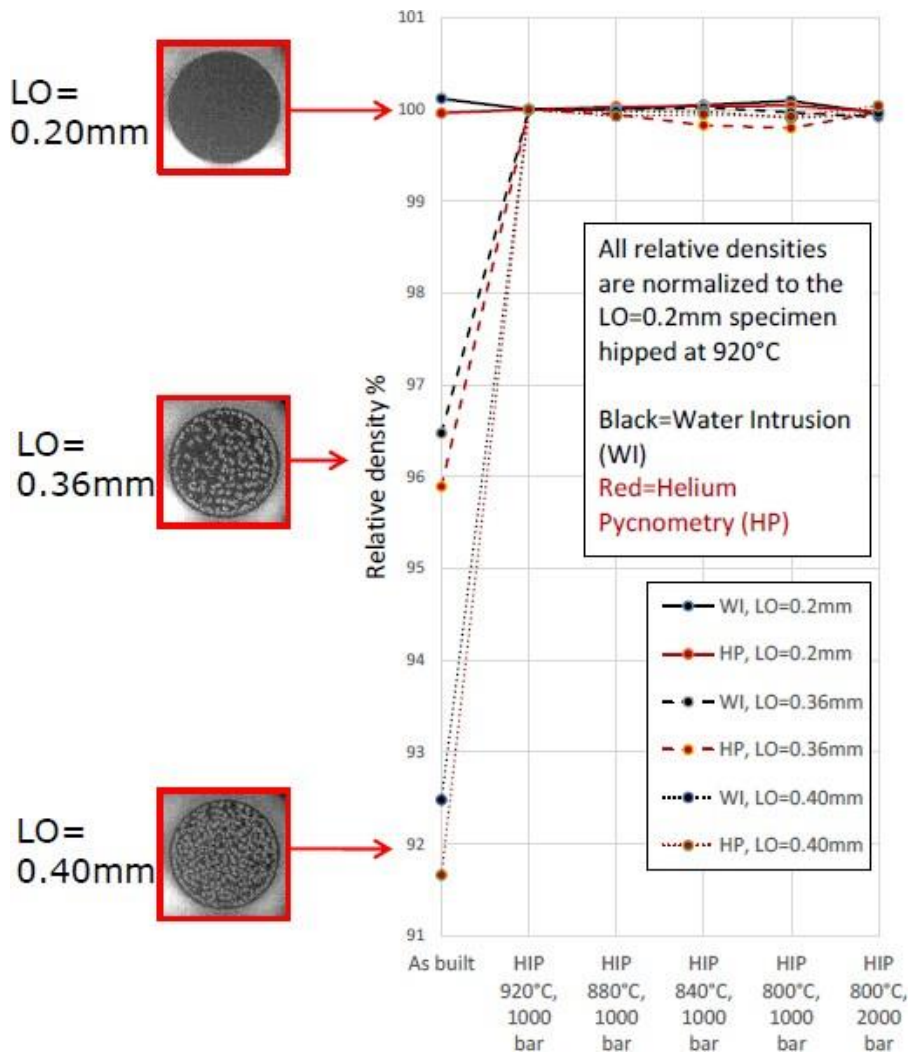 LO=
0.20mm
LO=
0.36mm
LO=
0.40mm
Relative density %
101
100
99
98
97
96
95
94
93
92
91
All relative densities
are normalized to the
LO=0.2mm specimen
hipped at 920°C
Black=Water Intrusion
(WI)
Red=Helium
Pycnometry (HP)
WI, LO=0.2mm
HP, LO=0.2mm
WI, LO=0.36mm
HP, LO=0.36mm
WI, LO=0.40mm
HP, LO=0.40mm
As built
HIP
920°C,
1000
bar
HIP
880°C,
1000
bar
HIP
840°C,
1000
bar
HIP
800°C,
1000
bar
HIP
800°C,
2000
bar